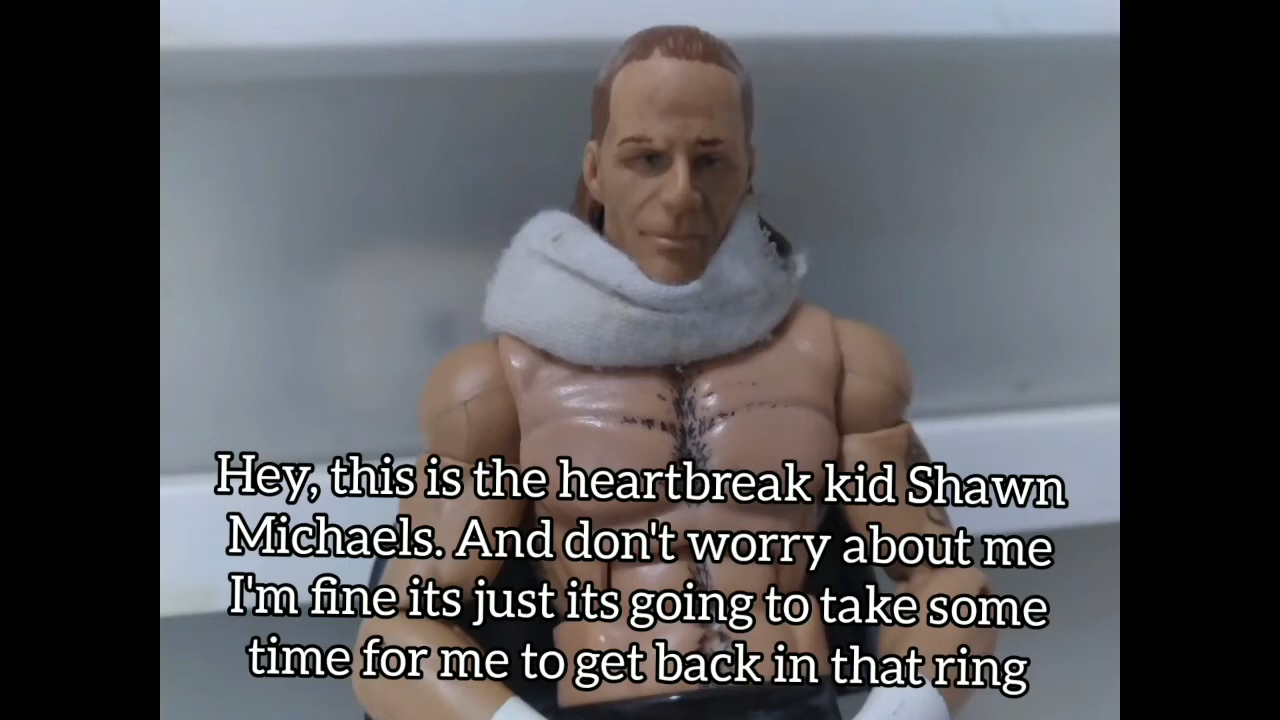 Hey, this is the heartbreak kid Shawn
Michaels. And don't worry about me
I'm fine its just its going to take some
time for me to get back in that ring